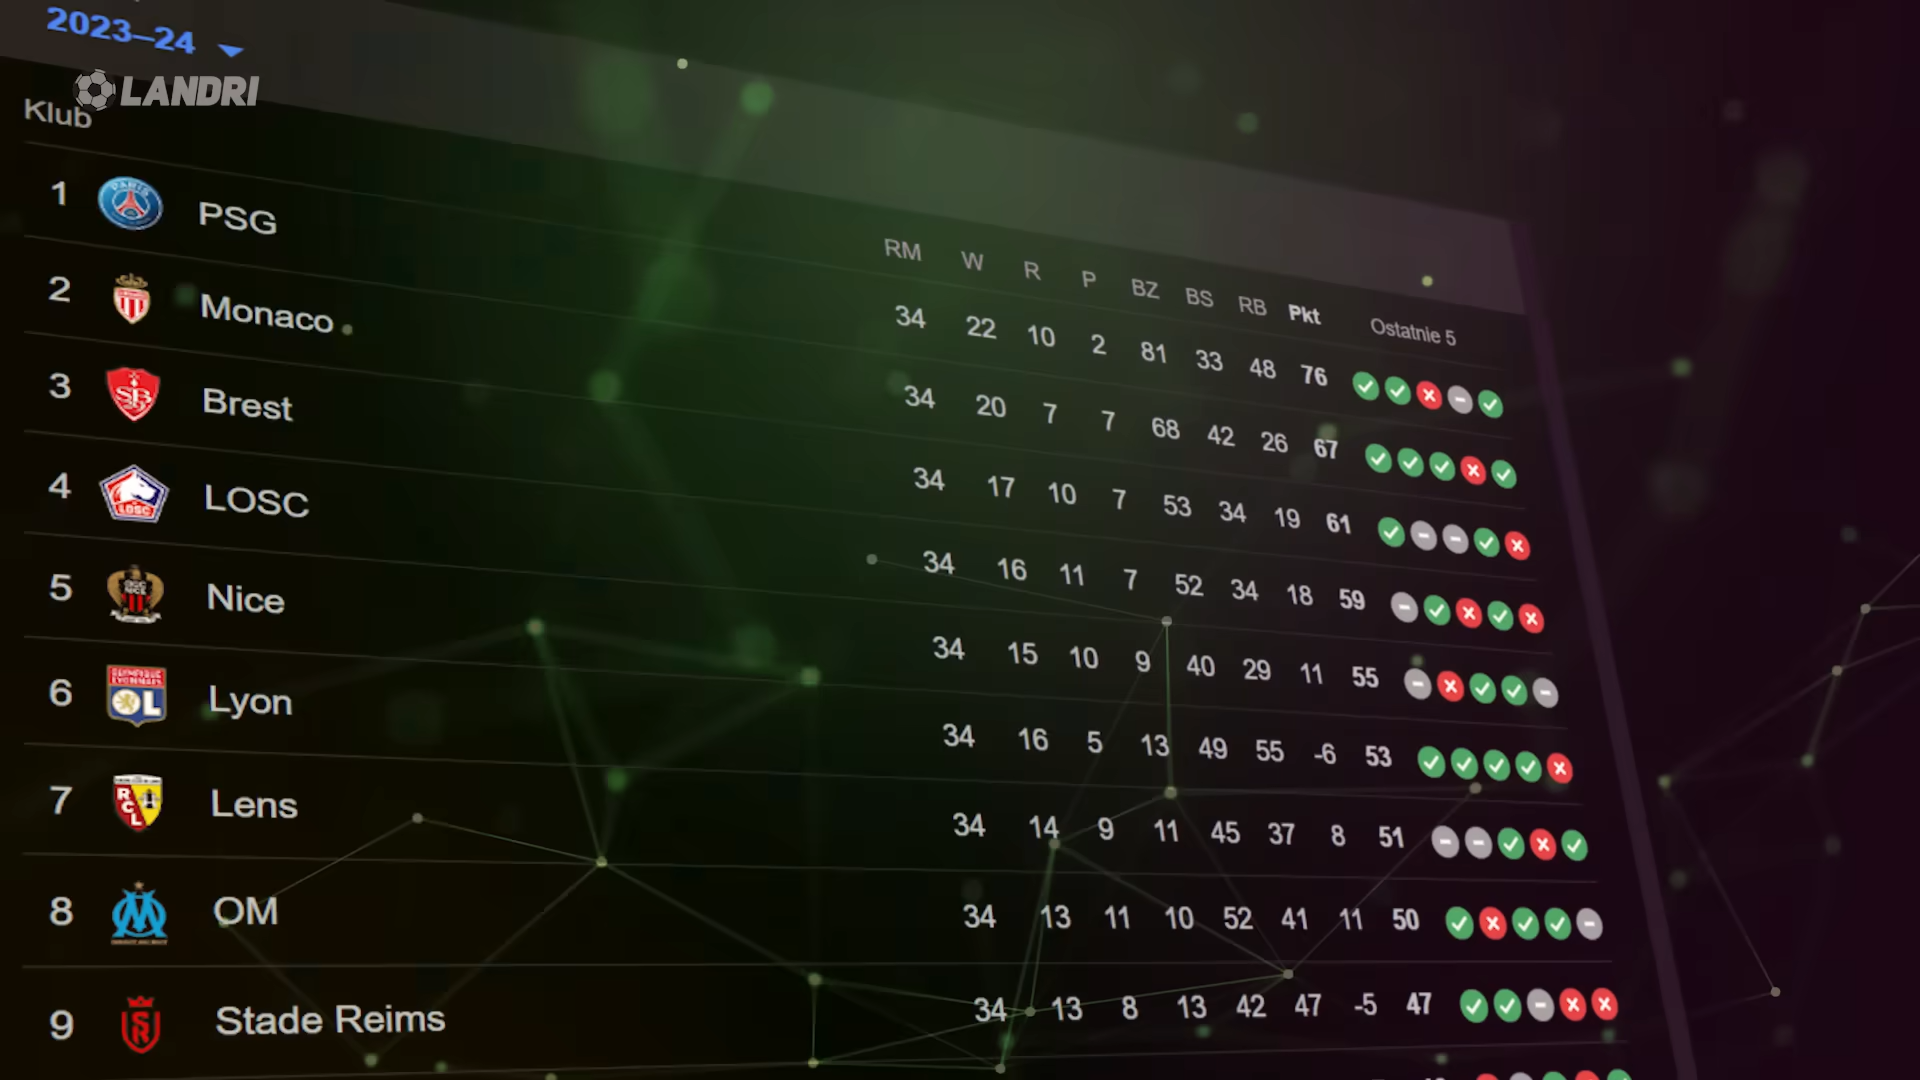 2023–24
LANDRI
Klub RM W R P BZ BS RB Pkt Ostatnie 5
1 PSG 34 22 10 2 81 33 48 76
2 Monaco 34 20 7 7 68 42 26 67
3 Brest 34 17 10 7 53 34 19 61
4 LOSC 34 16 11 7 52 34 18 59
5 Nice 34 15 10 9 40 29 11 55
6 Lyon 34 16 5 13 49 55 -6 53
7 Lens 34 14 9 11 45 37 8 51
8 OM 34 13 11 10 52 41 11 50
9 Stade Reims 34 13 8 13 42 47 -5 47